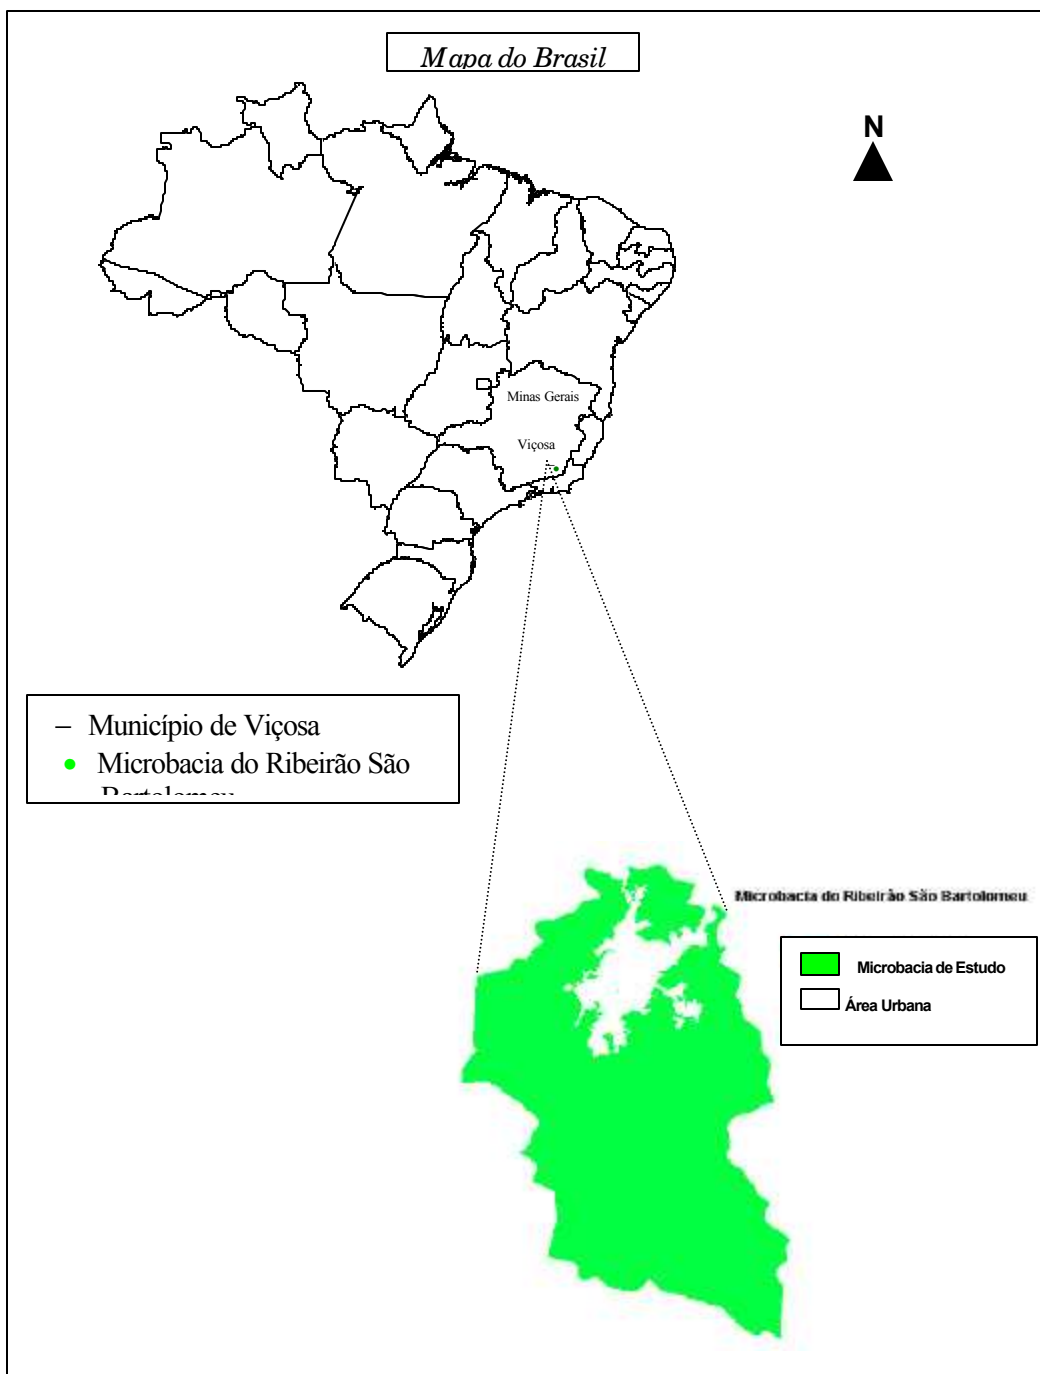 Mapa do Brasil
N
Minas Gerais
Viçosa
– Município de Viçosa
• Microbacia do Ribeirão São
Bartolomeu
Microbacia do Ribeirão São Bartolomeu
Microbacia de Estudo
Área Urbana